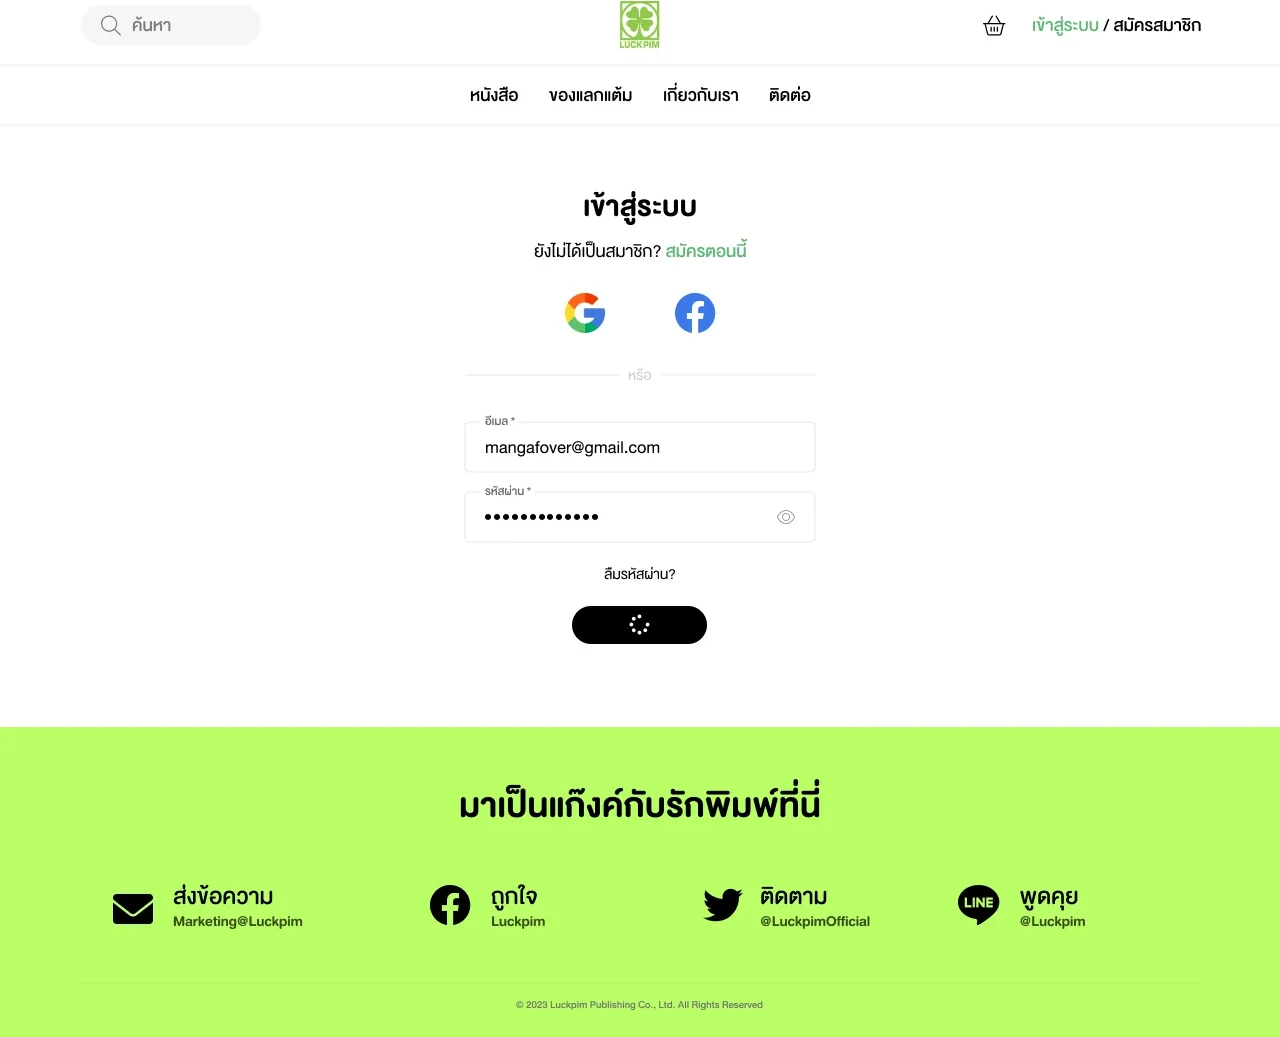 ค้นหา
LUCKPIM
เข้าสู่ระบบ / สมัครสมาชิก
หนังสือ ของแลกแต้ม เกี่ยวกับเรา ติดต่อ
เข้าสู่ระบบ
ยังไม่ได้เป็นสมาชิก? สมัครตอนนี้
หรือ
อีเมล *
mangafover@gmail.com
รหัสผ่าน *
ลืมรหัสผ่าน?
มาเป็นแก๊งค์กับรักพิมพ์ที่นี่
ส่งข้อความ
Marketing@Luckpim
ถูกใจ
Luckpim
ติดตาม
@LuckpimOfficial
LINE
พูดคุย
@Luckpim
© 2023 Luckpim Publishing Co., Ltd. All Rights Reserved